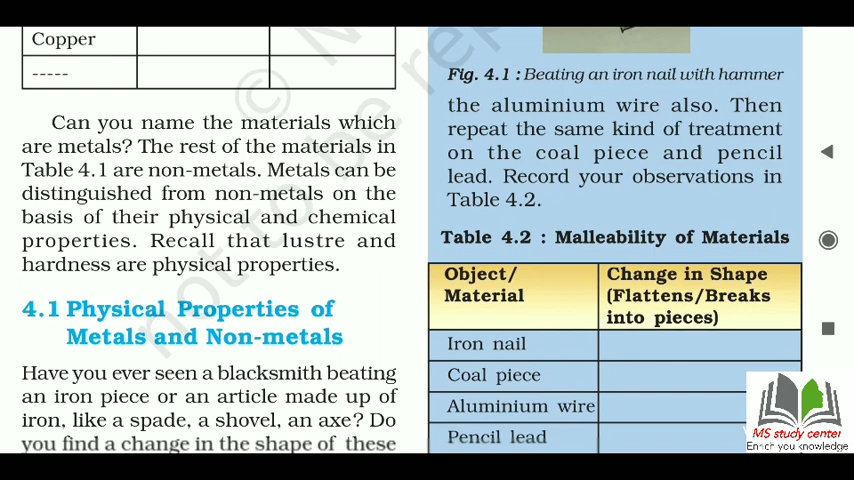 Copper
-----
Can you name the materials which
are metals? The rest of the materials in
Table 4.1 are non-metals. Metals can be
distinguished from non-metals on the
basis of their physical and chemical
properties. Recall that lustre and
hardness are physical properties.
4.1 Physical Properties of
Metals and Non-metals
Have you ever seen a blacksmith beating
an iron piece or an article made up of
iron, like a spade, a shovel, an axe? Do
you find a change in the shape of these
Fig. 4.1 : Beating an iron nail with hammer
the aluminium wire also. Then
repeat the same kind of treatment
on the coal piece and pencil
lead. Record your observations in
Table 4.2.
Table 4.2 : Malleability of Materials
Object/ Change in Shape
Material (Flattens/Breaks
into pieces)
Iron nail
Coal piece
Aluminium wire
Pencil lead
MS study center
Enrich you knowledge
©
not to be rep